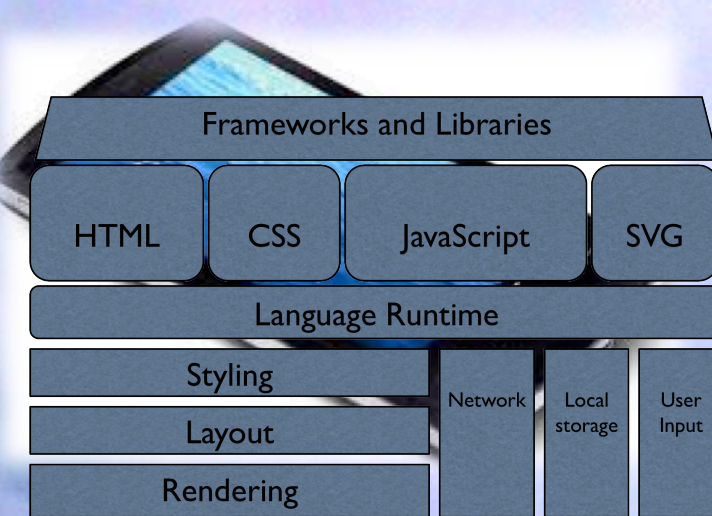 Frameworks and Libraries
HTML
CSS
JavaScript
SVG
Language Runtime
Styling
Layout
Rendering
Network
Local
storage
User
Input